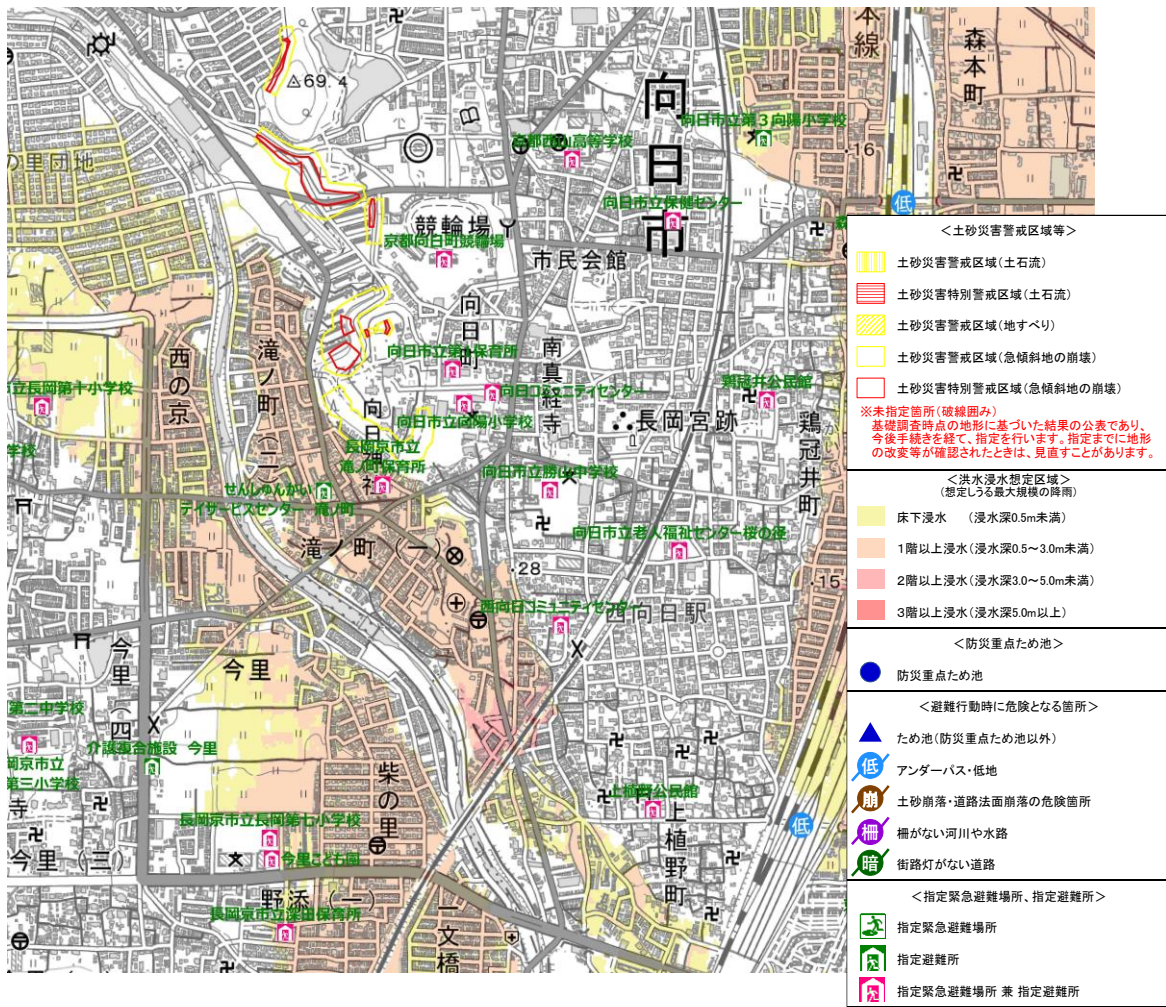 本線
森本町
△69.4
の里団地
向日市
向日市立第3向陽小学校
京都西山高等学校
・16
低
向日市立保健センター
競輪場
京都向日町競輪場
市民会館
向日町
西の京
滝ノ町(二)
向日市立第1保育所
南真経寺
向日コミュニティセンター
鶏冠井公民館
市立長岡第十小学校
向日市立向陽小学校
長岡宮跡
鶏冠井町
学校
向日神社
長岡京市立
滝ノ町保育所
向日市立勝山中学校
せんしゅんかい
デイサービスセンター 滝ノ町
滝ノ町(一)
向日市立老人福祉センター桜の径
・28
・15
西向日コミュニティセンター
西向日駅
今里
今里(四)
第二中学校
介護複合施設 今里
岡京市立
第三小学校
寺
柴の里
上植野公民館
上植野町
低
長岡京市立長岡第七小学校
今里こども園
今里(三)
野添(一)
長岡京市立深田保育所
一文橋
<土砂災害警戒区域等>
土砂災害警戒区域(土石流)
土砂災害特別警戒区域(土石流)
土砂災害警戒区域(地すべり)
土砂災害警戒区域(急傾斜地の崩壊)
土砂災害特別警戒区域(急傾斜地の崩壊)
※未指定箇所(破線囲み)
基礎調査時点の地形に基づいた結果の公表であり、
今後手続きを経て、指定を行います。指定までに地形
の改変等が確認されたときは、見直すことがあります。
<洪水浸水想定区域>
(想定しうる最大規模の降雨)
床下浸水 (浸水深0.5m未満)
1階以上浸水(浸水深0.5~3.0m未満)
2階以上浸水(浸水深3.0~5.0m未満)
3階以上浸水(浸水深5.0m以上)
<防災重点ため池>
防災重点ため池
<避難行動時に危険となる箇所>
ため池(防災重点ため池以外)
低 アンダーパス・低地
崩 土砂崩落・道路法面崩落の危険箇所
柵 柵がない河川や水路
暗 街路灯がない道路
<指定緊急避難場所、指定避難所>
指定緊急避難場所
指定避難所
指定緊急避難場所 兼 指定避難所